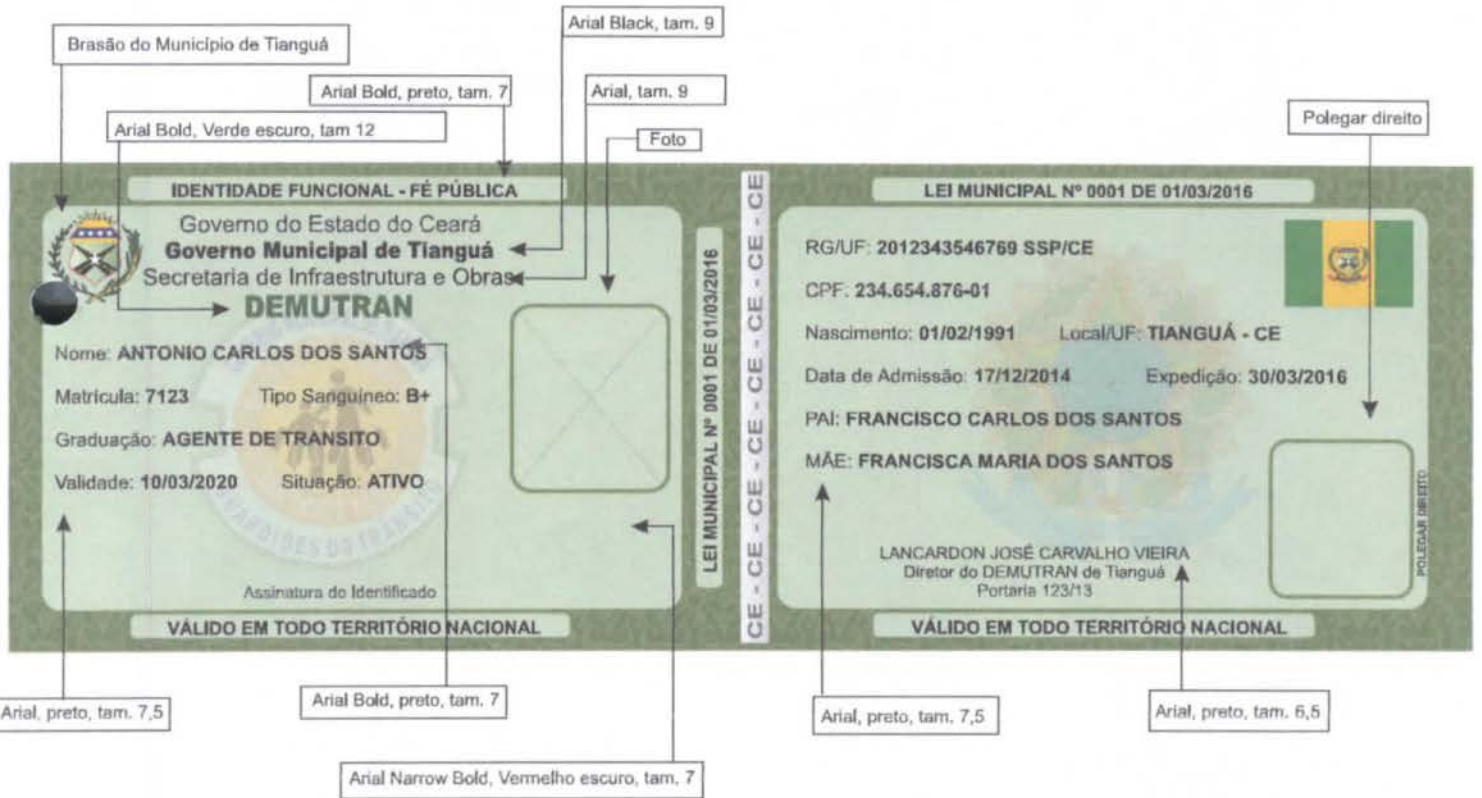 Arial Black, tam. 9
Brasão do Município de Tianguá
Arial Bold, preto, tam. 7
Arial, tam. 9
Arial Bold, Verde escuro, tam 12
Foto
Polegar direito
IDENTIDADE FUNCIONAL - FÉ PÚBLICA
Governo do Estado do Ceará
Governo Municipal de Tianguá
Secretaria de Infraestrutura e Obras
DEMUTRAN
Nome: ANTONIO CARLOS DOS SANTOS
Matrícula: 7123 Tipo Sanguíneo: B+
Graduação: AGENTE DE TRANSITO
Validade: 10/03/2020 Situação: ATIVO
GUARDIÕES DO TRANSITO
Assinatura do Identificado
VÁLIDO EM TODO TERRITÓRIO NACIONAL
LEI MUNICIPAL Nº 0001 DE 01/03/2016
CE - CE - CE - CE - CE - CE - CE - CE
LEI MUNICIPAL Nº 0001 DE 01/03/2016
RG/UF: 2012343546769 SSP/CE
CPF: 234.654.876-01
Nascimento: 01/02/1991 Local/UF: TIANGUÁ - CE
Data de Admissão: 17/12/2014 Expedição: 30/03/2016
PAI: FRANCISCO CARLOS DOS SANTOS
MÃE: FRANCISCA MARIA DOS SANTOS
POLEGAR DIREITO
LANCARDON JOSÉ CARVALHO VIEIRA
Diretor do DEMUTRAN de Tianguá
Portaria 123/13
VÁLIDO EM TODO TERRITÓRIO NACIONAL
Arial, preto, tam. 7,5
Arial Bold, preto, tam. 7
Arial, preto, tam. 7,5
Arial, preto, tam. 6,5
Arial Narrow Bold, Vermelho escuro, tam. 7